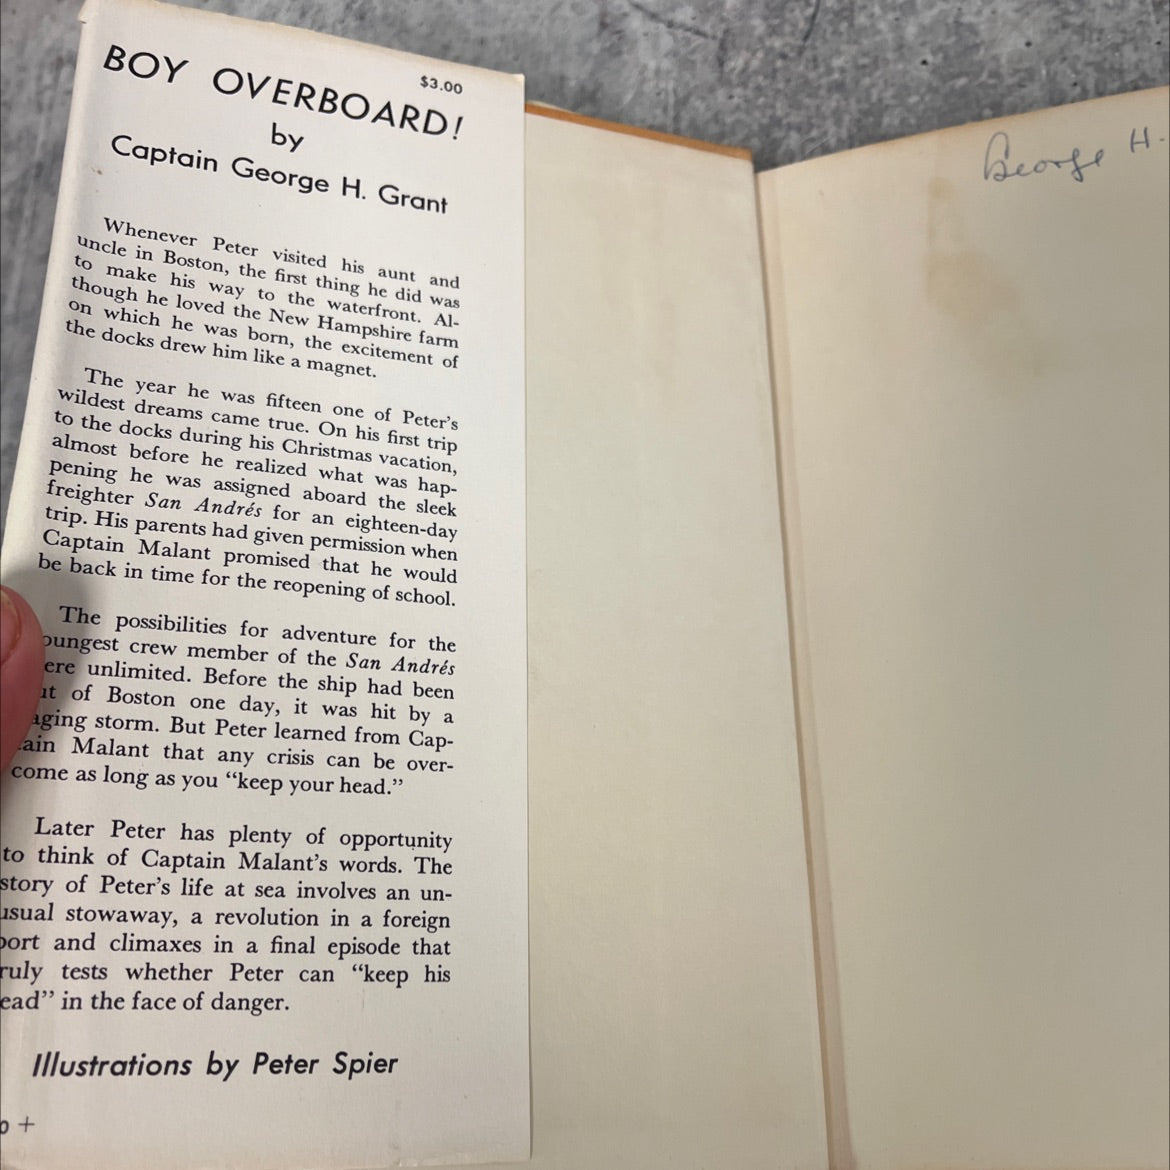 $3.00
BOY OVERBOARD!
by
Captain George H. Grant
Whenever Peter visited his aunt and
uncle in Boston, the first thing he did was
to make his way to the waterfront. Al-
though he loved the New Hampshire farm
on which he was born, the excitement of
the docks drew him like a magnet.
The year he was fifteen one of Peter's
wildest dreams came true. On his first trip
to the docks during his Christmas vacation,
almost before he realized what was hap-
pening he was assigned aboard the sleek
freighter San Andrés for an eighteen-day
trip. His parents had given permission when
Captain Malant promised that he would
be back in time for the reopening of school.
The possibilities for adventure for the
oungest crew member of the San Andrés
ere unlimited. Before the ship had been
ut of Boston one day, it was hit by a
aging storm. But Peter learned from Cap-
ain Malant that any crisis can be over-
come as long as you “keep your head.”
Later Peter has plenty of opportunity
to think of Captain Malant's words. The
story of Peter's life at sea involves an un-
usual stowaway, a revolution in a foreign
port and climaxes in a final episode that
ruly tests whether Peter can “keep his
ead” in the face of danger.
Illustrations by Peter Spier
+
George H.